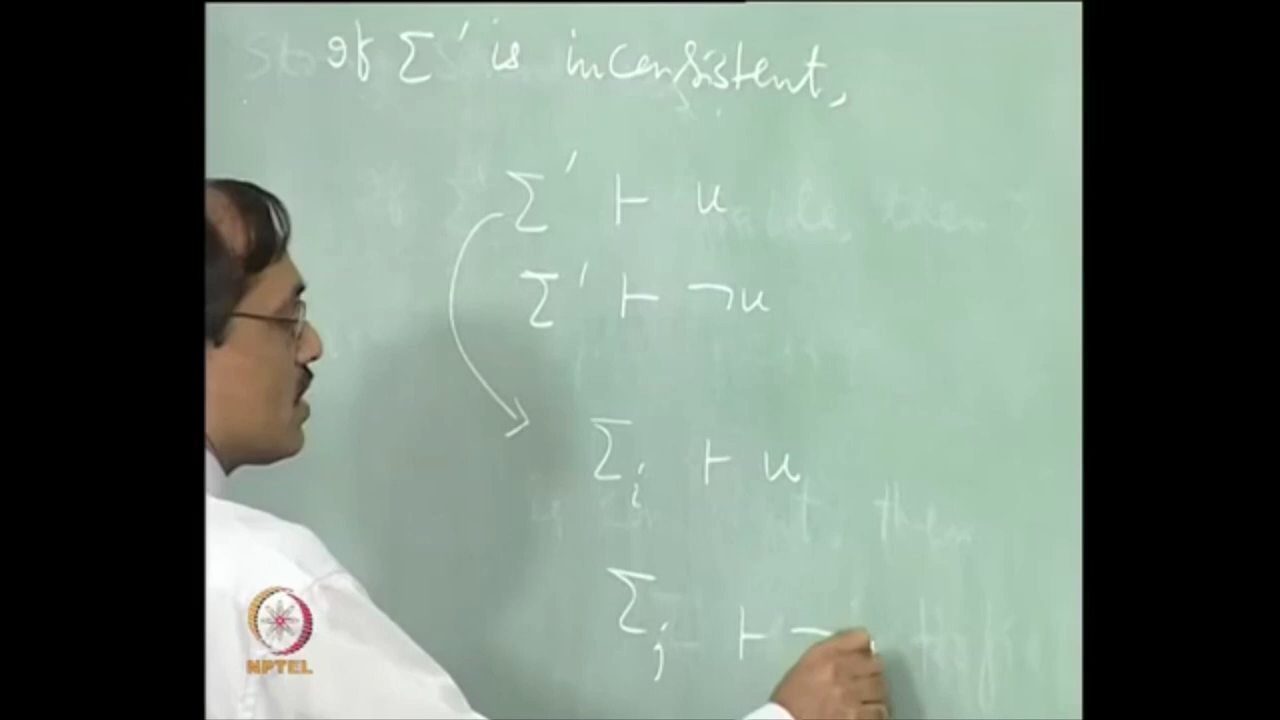 If Σ' is inconsistent,
Σ' ⊢ u
Σ' ⊢ ¬u
Σi ⊢ u
Σj ⊢ ¬
NPTEL